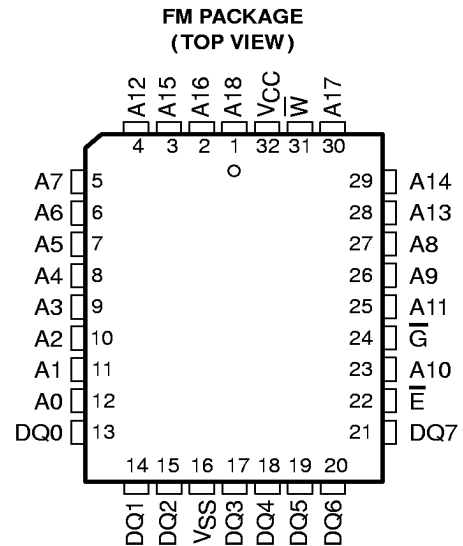 FM PACKAGE
(TOP VIEW)
A12 A15 A16 A18 VCC W̅ A17
4 3 2 1 32 31 30
A7 5 29 A14
A6 6 28 A13
A5 7 27 A8
A4 8 26 A9
A3 9 25 A11
A2 10 24 G̅
A1 11 23 A10
A0 12 22 E̅
DQ0 13 21 DQ7
14 15 16 17 18 19 20
DQ1 DQ2 VSS DQ3 DQ4 DQ5 DQ6